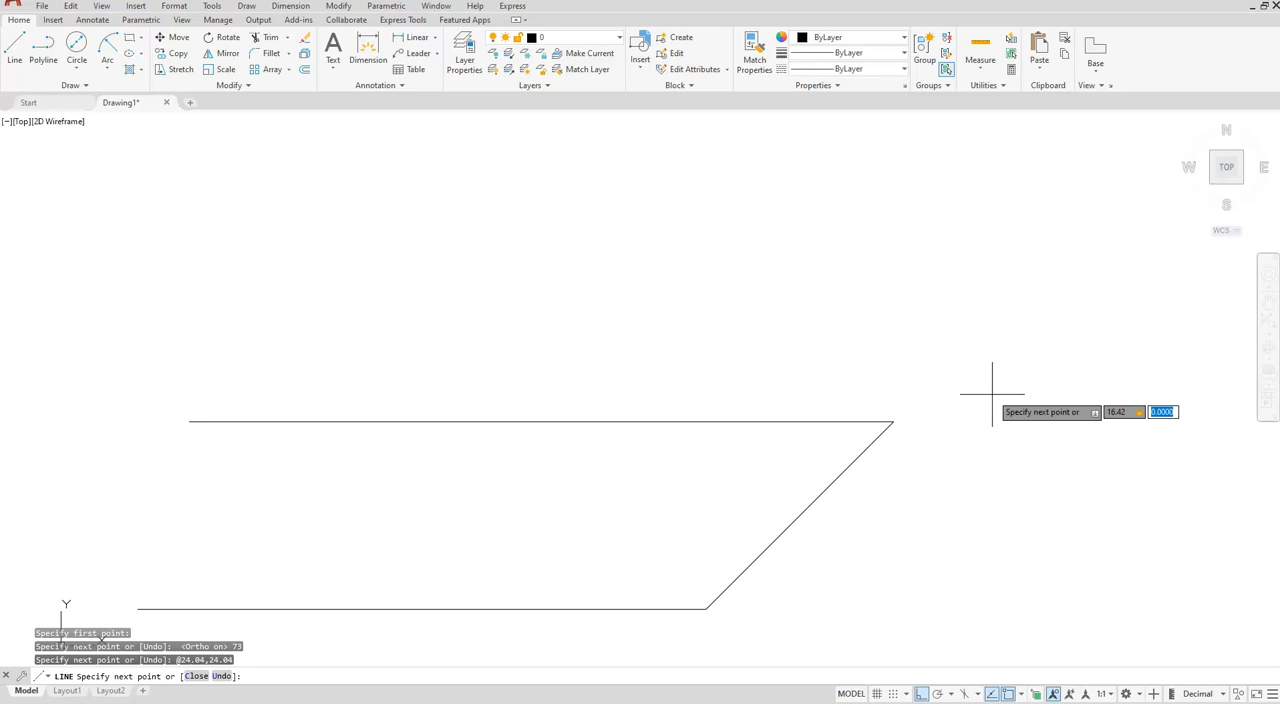 File Edit View Insert Format Tools Draw Dimension Modify Parametric Window Help Express
Home Insert Annotate Parametric View Manage Output Add-ins Collaborate Express Tools Featured Apps
Line Polyline Circle Arc
Move Rotate Trim
Copy Mirror Fillet
Stretch Scale Array
Text Dimension
Linear
Leader
Table
Layer Properties
0
Make Current
Match Layer
Insert
Create
Edit
Edit Attributes
Match Properties
ByLayer
ByLayer
ByLayer
Group
Measure
Paste
Base
Draw Modify Annotation Layers Block Properties Groups Utilities Clipboard View
Start Drawing1*
[−][Top][2D Wireframe]
N
W TOP E
S
WCS
Specify next point or 16.42 0.0000
Y
Specify first point:
Specify next point or [Undo]: <Ortho on> 73
Specify next point or [Undo]: @24.04,24.04
LINE Specify next point or [Close Undo]:
Model Layout1 Layout2 +
MODEL 1:1 Decimal